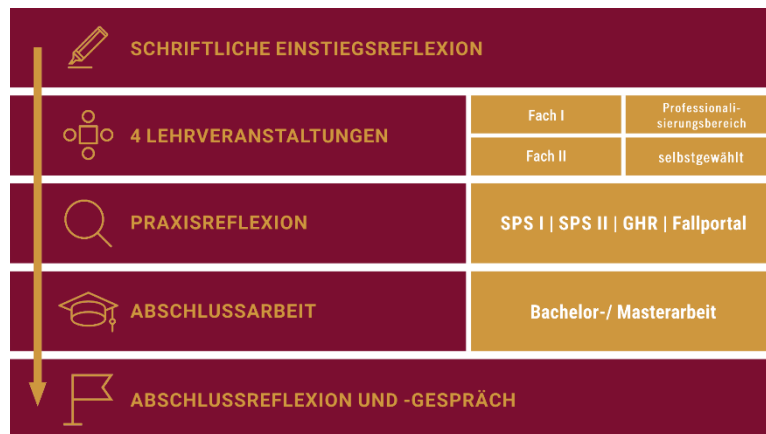 SCHRIFTLICHE EINSTIEGSREFLEXION
4 LEHRVERANSTALTUNGEN
Fach I
Professionali-
sierungsbereich
Fach II
selbstgewählt
PRAXISREFLEXION
SPS I | SPS II | GHR | Fallportal
ABSCHLUSSARBEIT
Bachelor-/ Masterarbeit
ABSCHLUSSREFLEXION UND -GESPRÄCH